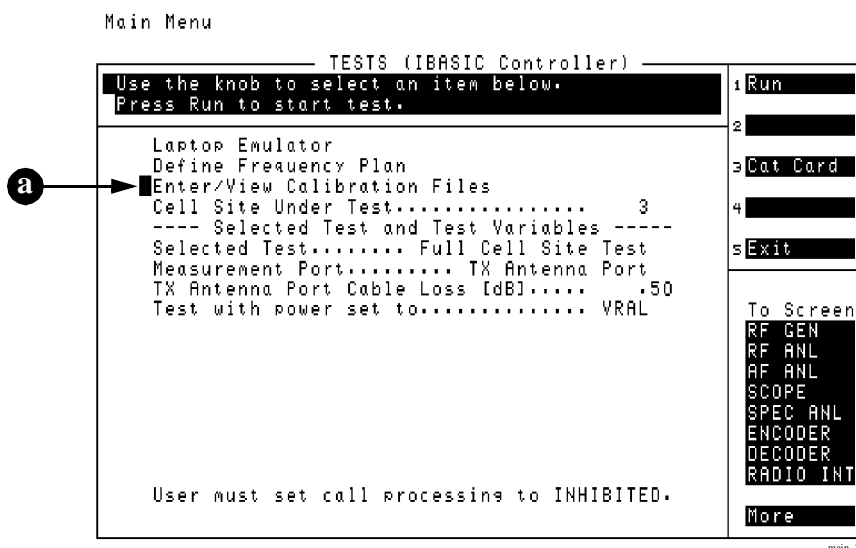 Main Menu
TESTS (IBASIC Controller)
Use the knob to select an item below.
Press Run to start test.
Laptop Emulator
Define Frequency Plan
a
Enter/View Calibration Files
Cell Site Under Test................ 3
---- Selected Test and Test Variables -----
Selected Test........ Full Cell Site Test
Measurement Port......... TX Antenna Port
TX Antenna Port Cable Loss [dB]..... .50
Test with power set to.............. VRAL
User must set call processing to INHIBITED.
1 Run
2
3 Cat Card
4
5 Exit
To Screen
RF GEN
RF ANL
AF ANL
SCOPE
SPEC ANL
ENCODER
DECODER
RADIO INT
More